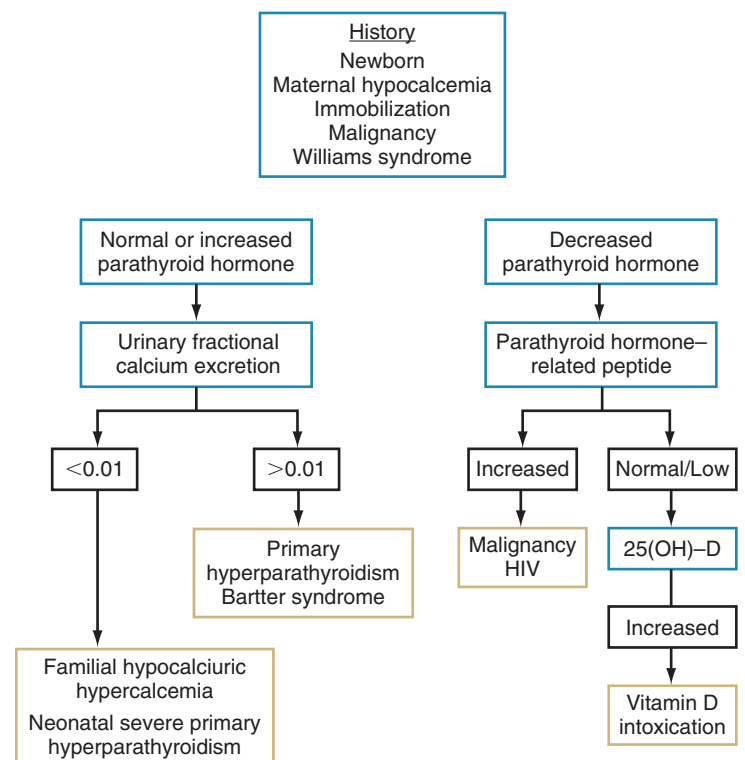 History
Newborn
Maternal hypocalcemia
Immobilization
Malignancy
Williams syndrome
Normal or increased
parathyroid hormone
Urinary fractional
calcium excretion
<0.01
>0.01
Primary
hyperparathyroidism
Bartter syndrome
Familial hypocalciuric
hypercalcemia
Neonatal severe primary
hyperparathyroidism
Decreased
parathyroid hormone
Parathyroid hormone–
related peptide
Increased
Normal/Low
Malignancy
HIV
25(OH)–D
Increased
Vitamin D
intoxication